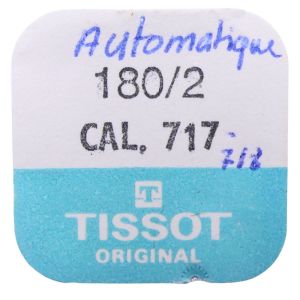 Automatique
180/2
CAL. 717-
718
TISSOT
ORIGINAL